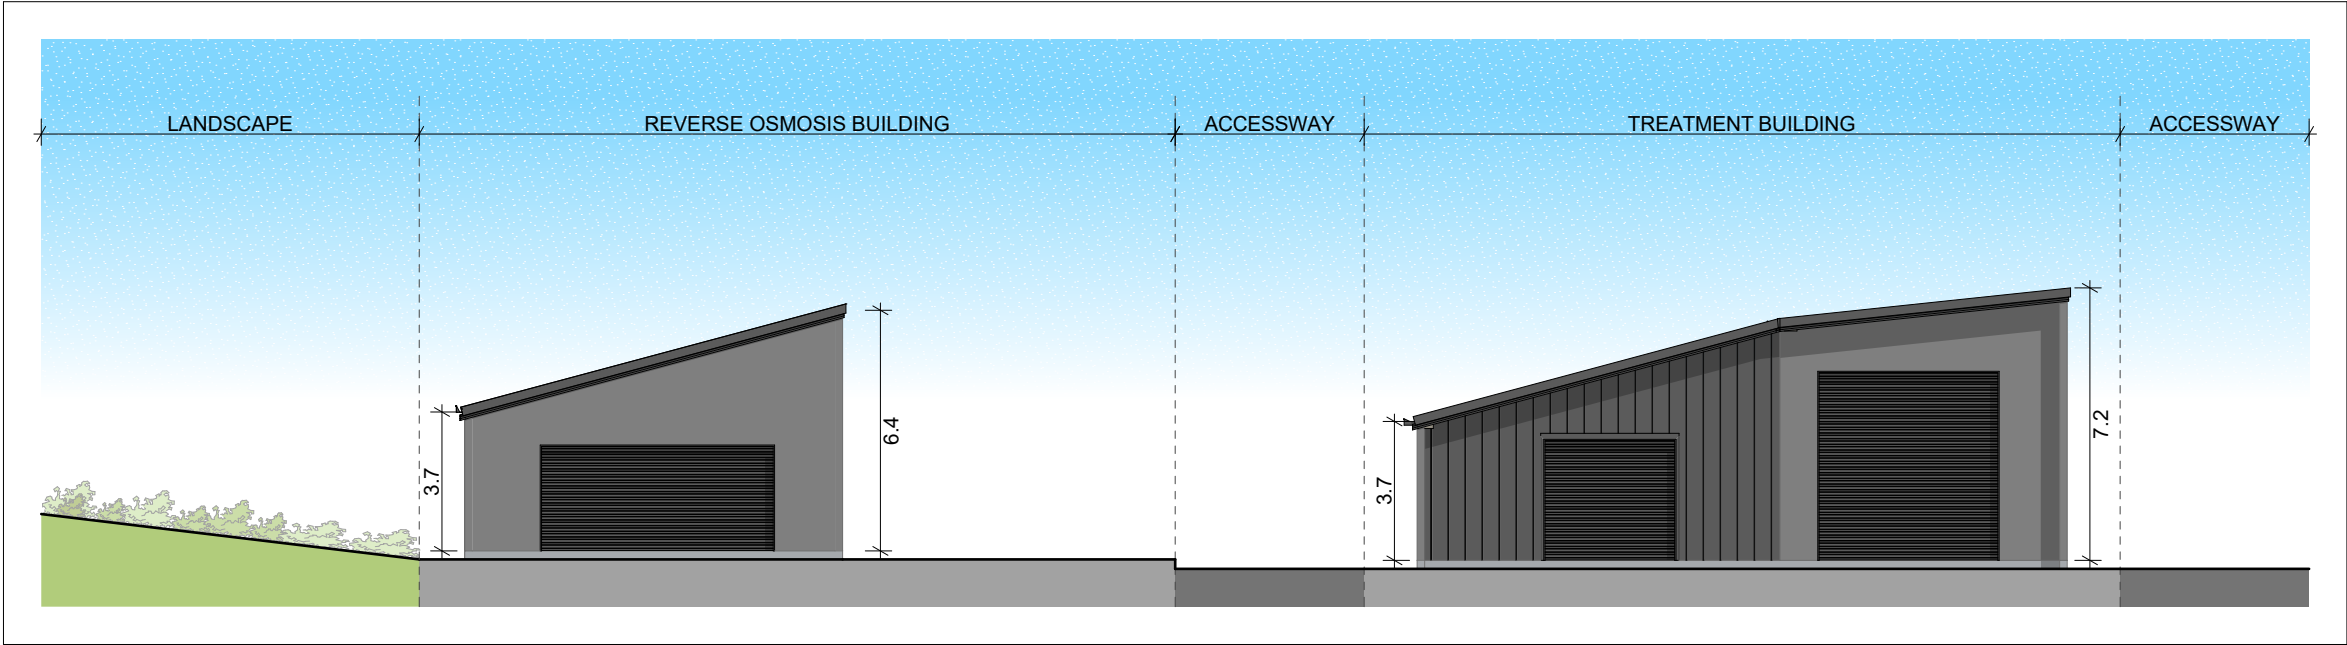 LANDSCAPE
REVERSE OSMOSIS BUILDING
ACCESSWAY
TREATMENT BUILDING
ACCESSWAY
3.7
6.4
3.7
7.2